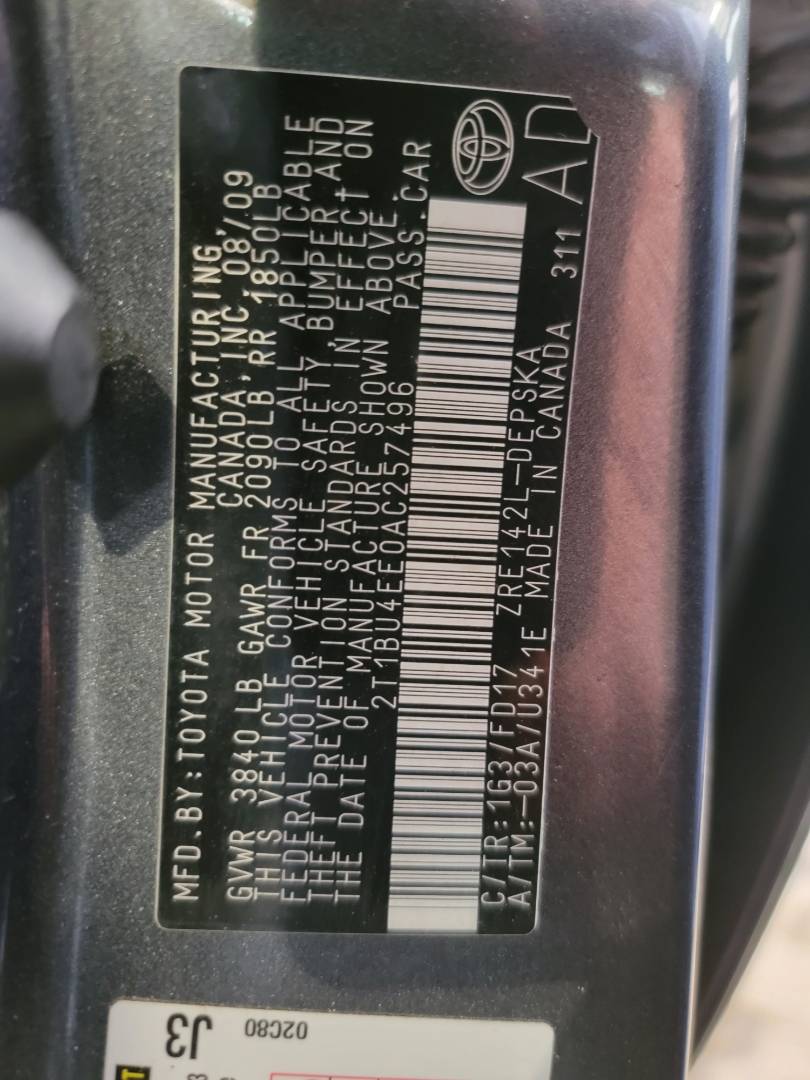 MFD.BY:TOYOTA MOTOR MANUFACTURING,
CANADA, INC. 08/09
GVWR 3840LB GAWR FR 2090LB RR 1850LB
THIS VEHICLE CONFORMS TO ALL APPLICABLE
FEDERAL MOTOR VEHICLE SAFETY, BUMPER, AND
THEFT PREVENTION STANDARDS IN EFFECT ON
THE DATE OF MANUFACTURE SHOWN ABOVE.
2T1BU4EE0AC257496 PASS.CAR
C/TR:1G3/FD17 ZRE142L-DEPSKA
A/TM:-03A/U341E MADE IN CANADA 311 AD
J3
02C80